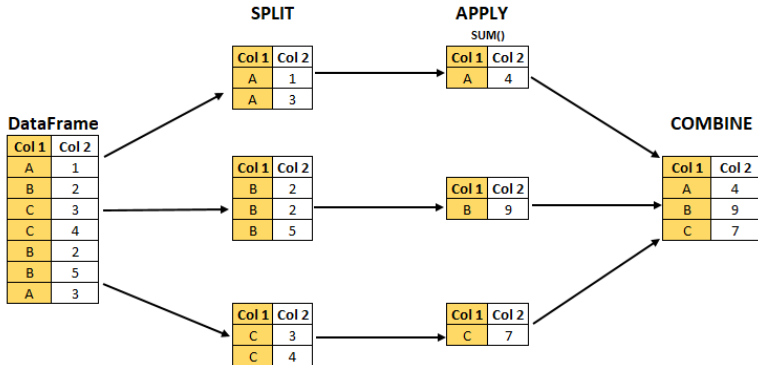 SPLIT
APPLY
SUM()
Col 1 Col 2
A 1
A 3
Col 1 Col 2
A 4
DataFrame
Col 1 Col 2
A 1
B 2
C 3
C 4
B 2
B 5
A 3
Col 1 Col 2
B 2
B 2
B 5
Col 1 Col 2
B 9
COMBINE
Col 1 Col 2
A 4
B 9
C 7
Col 1 Col 2
C 3
C 4
Col 1 Col 2
C 7